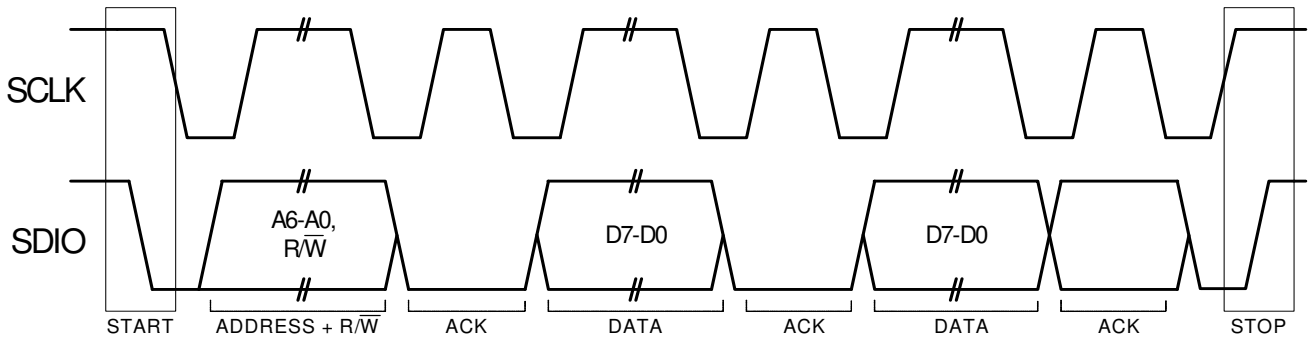 SCLK
SDIO
A6-A0,
R/W̅
D7-D0
D7-D0
START
ADDRESS + R/W̅
ACK
DATA
ACK
DATA
ACK
STOP